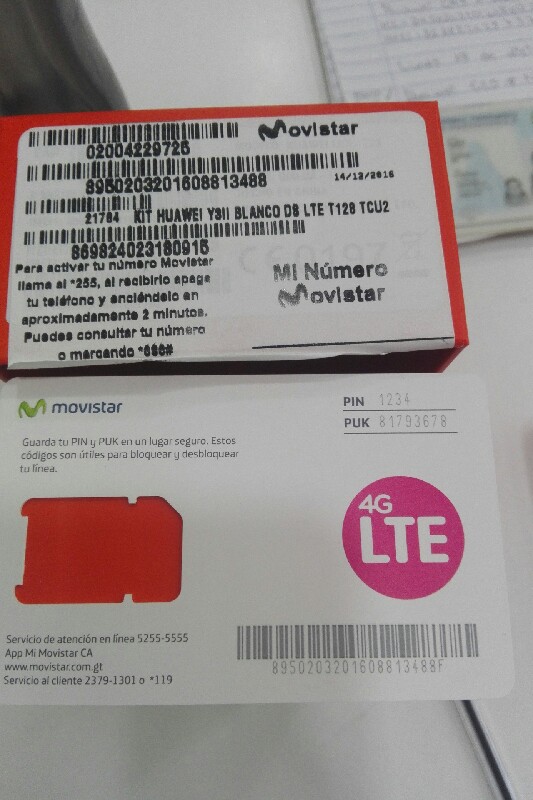 Movistar
02004229725
8950203201608813488
14/12/2016
21784 KIT HUAWEI Y3II BLANCO DS LTE T128 TCU2
869824023180915
Para activar tu número Movistar
llama al *255, al recibirlo apaga
tu teléfono y enciéndelo en
aproximadamente 2 minutos.
Puedes consultar tu número
o marcando *888#
Mi Número
Movistar
movistar
PIN 1234
PUK 81793678
Guarda tu PIN y PUK en un lugar seguro. Estos
códigos son útiles para bloquear y desbloquear
tu línea.
4G
LTE
Servicio de atención en línea 5255-5555
App Mi Movistar CA
www.movistar.com.gt
Servicio al cliente 2379-1301 o *119
8950203201608813488F